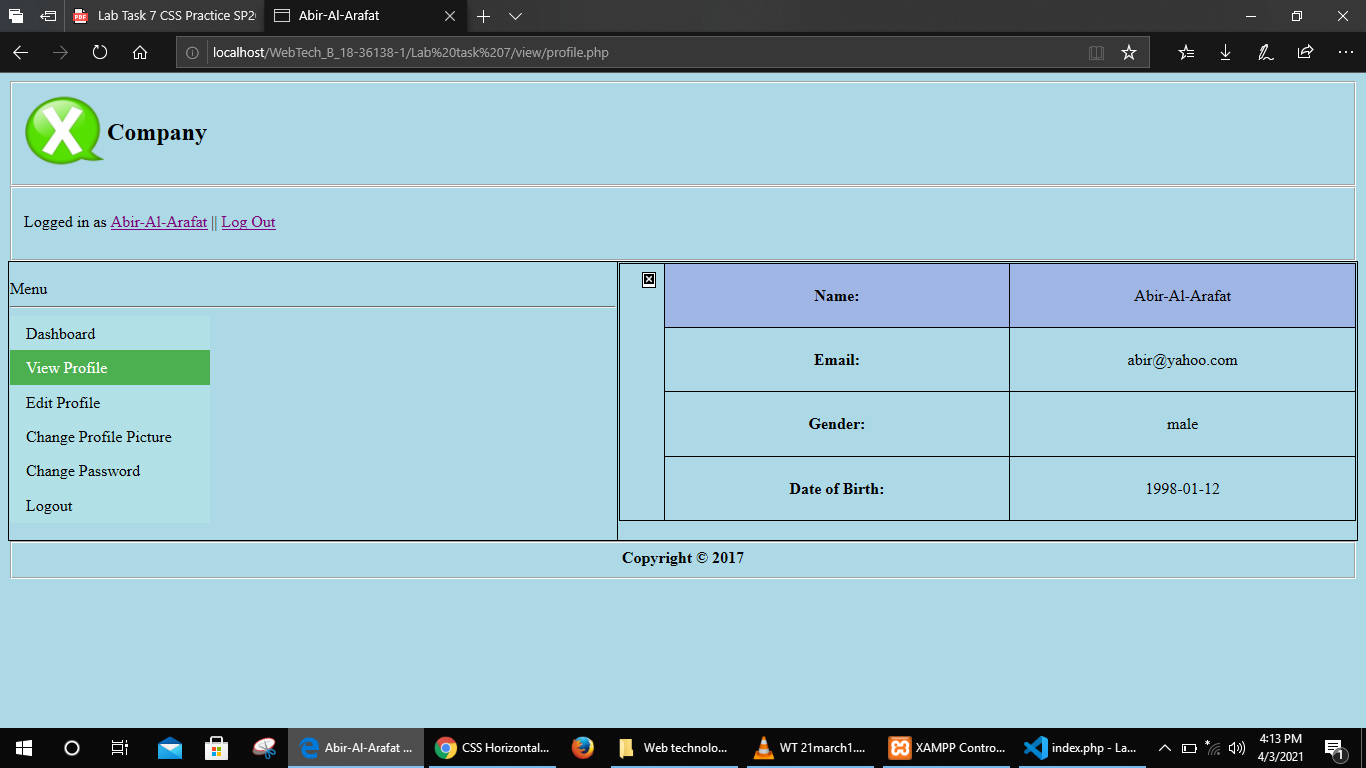 Lab Task 7 CSS Practice SP2
Abir-Al-Arafat
localhost/WebTech_B_18-36138-1/Lab%20task%207/view/profile.php
X Company
Logged in as Abir-Al-Arafat || Log Out
Menu
Dashboard
View Profile
Edit Profile
Change Profile Picture
Change Password
Logout
Name: Abir-Al-Arafat
Email: abir@yahoo.com
Gender: male
Date of Birth: 1998-01-12
Copyright © 2017
Abir-Al-Arafat ...
CSS Horizontal...
Web technolo...
WT 21march1....
XAMPP Contro...
index.php - La...
4:13 PM
4/3/2021
1